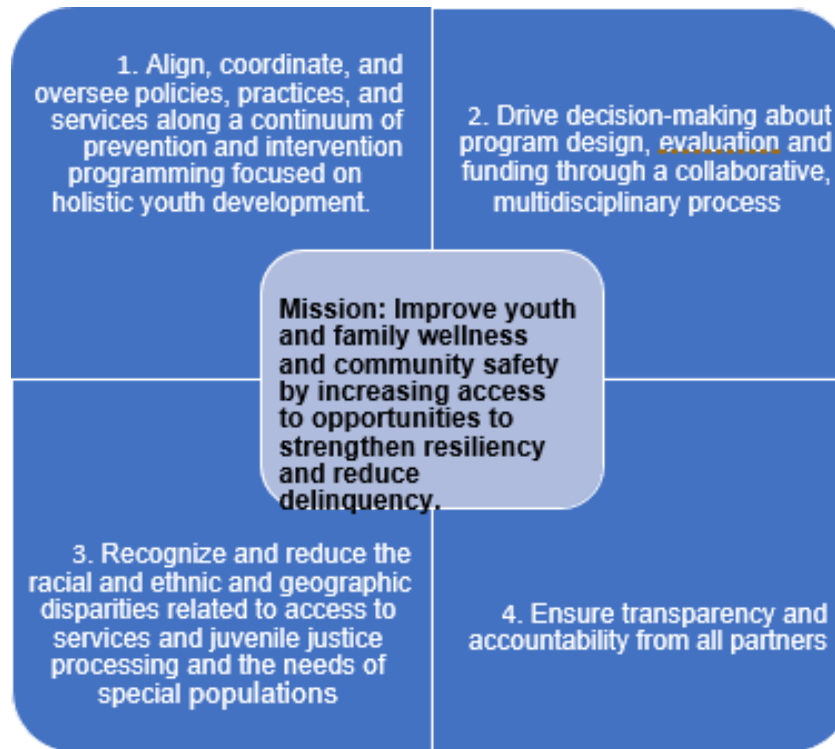 1. Align, coordinate, and
oversee policies, practices, and
services along a continuum of
prevention and intervention
programming focused on
holistic youth development.
2. Drive decision-making about
program design, evaluation and
funding through a collaborative,
multidisciplinary process
Mission: Improve youth
and family wellness
and community safety
by increasing access
to opportunities to
strengthen resiliency
and reduce
delinquency.
3. Recognize and reduce the
racial and ethnic and geographic
disparities related to access to
services and juvenile justice
processing and the needs of
special populations
4. Ensure transparency and
accountability from all partners